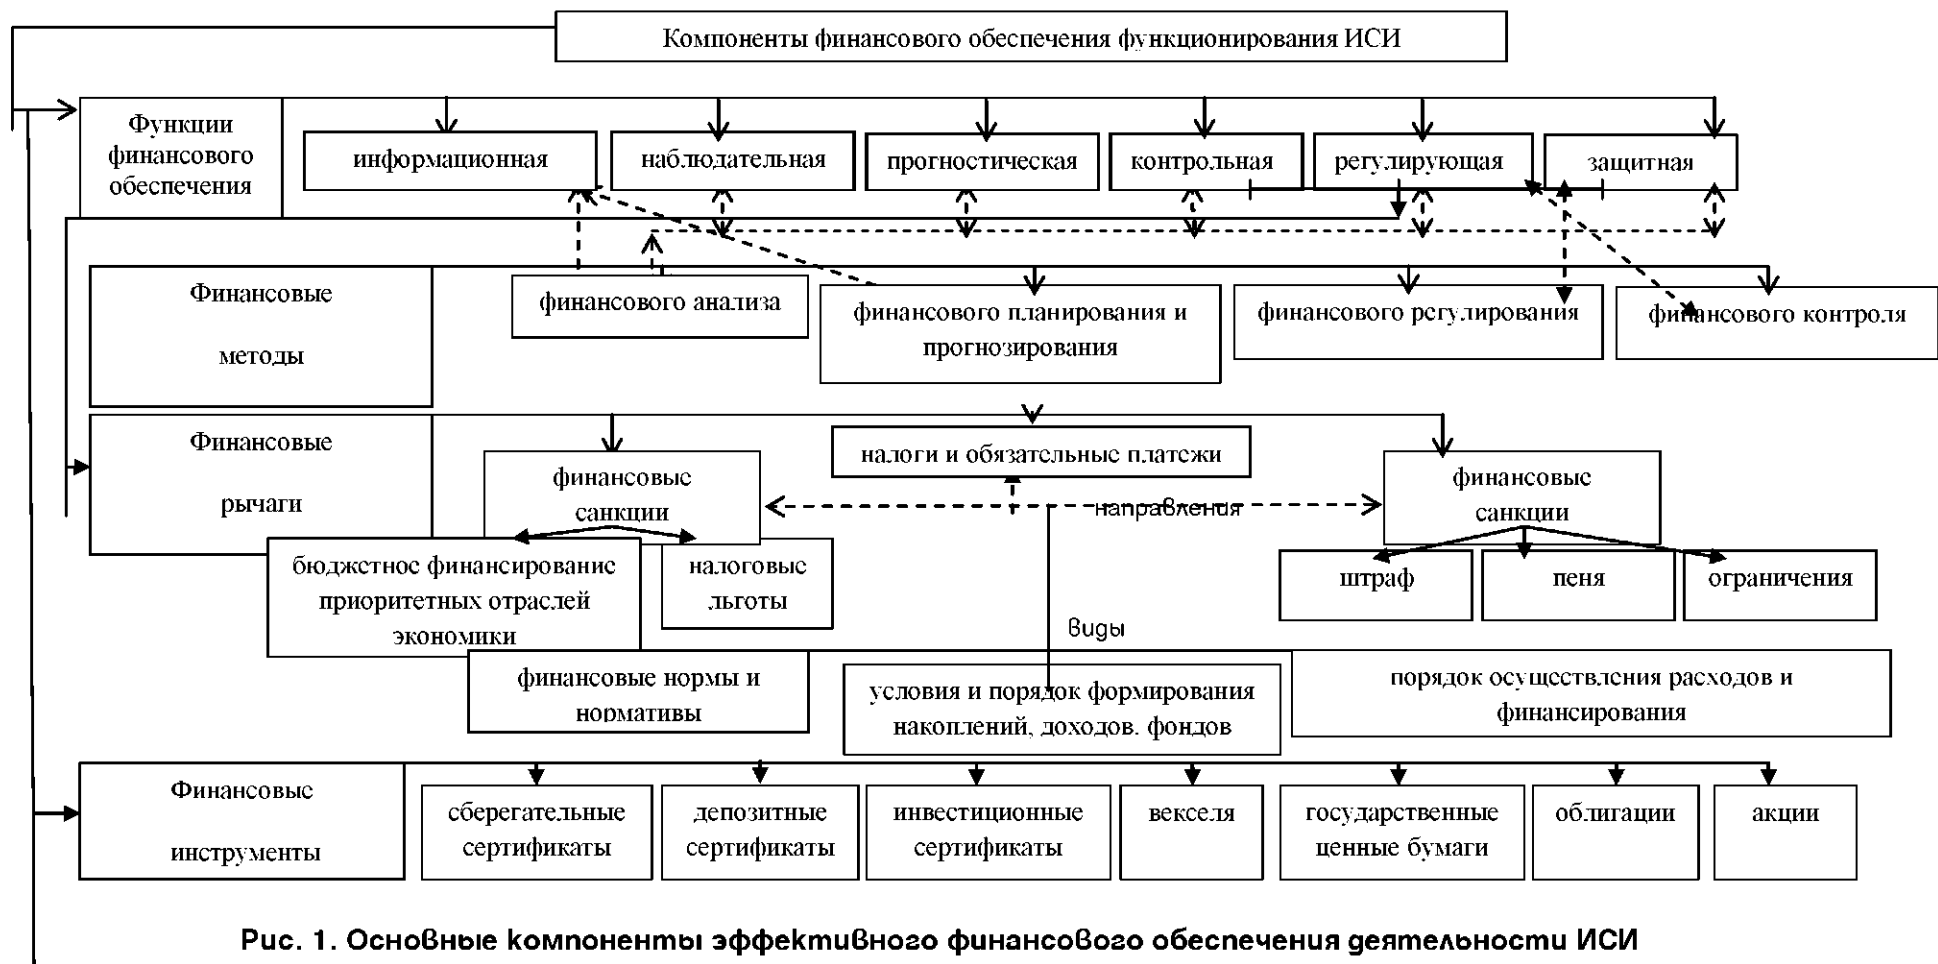 Компоненты финансового обеспечения функционирования ИСИ
Функции
финансового
обеспечения
информационная
наблюдательная
прогностическая
контрольная
регулирующая
защитная
Финансовые
методы
финансового анализа
финансового планирования и
прогнозирования
финансового регулирования
финансового контроля
Финансовые
рычаги
финансовые
санкции
налоги и обязательные платежи
финансовые
санкции
направления
бюджетное финансирование
приоритетных отраслей
экономики
налоговые
льготы
штраф
пеня
ограничения
виды
финансовые нормы и
нормативы
условия и порядок формирования
накоплений, доходов. фондов
порядок осуществления расходов и
финансирования
Финансовые
инструменты
сберегательные
сертификаты
депозитные
сертификаты
инвестиционные
сертификаты
векселя
государственные
ценные бумаги
облигации
акции
Рис. 1. Основные компоненты эффективного финансового обеспечения деятельности ИСИ